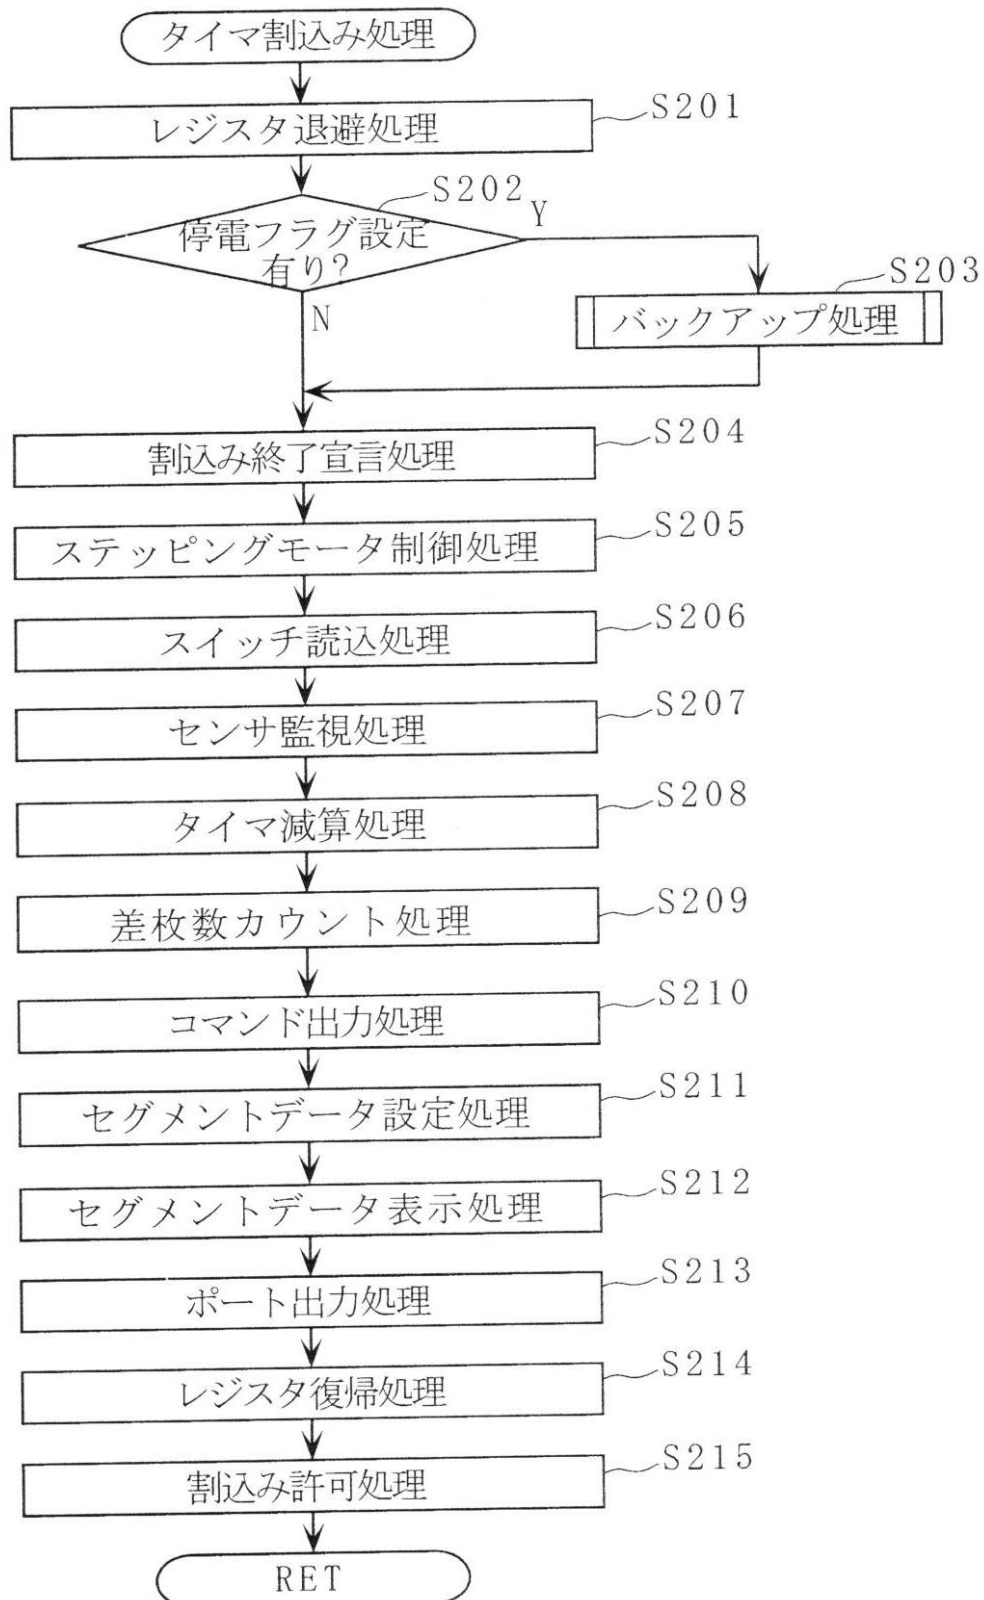 タイマ割込み処理
S201
レジスタ退避処理
S202
停電フラグ設定
有り?
Y
N
S203
バックアップ処理
S204
割込み終了宣言処理
S205
ステッピングモータ制御処理
S206
スイッチ読込処理
S207
センサ監視処理
S208
タイマ減算処理
S209
差枚数カウント処理
S210
コマンド出力処理
S211
セグメントデータ設定処理
S212
セグメントデータ表示処理
S213
ポート出力処理
S214
レジスタ復帰処理
S215
割込み許可処理
RET